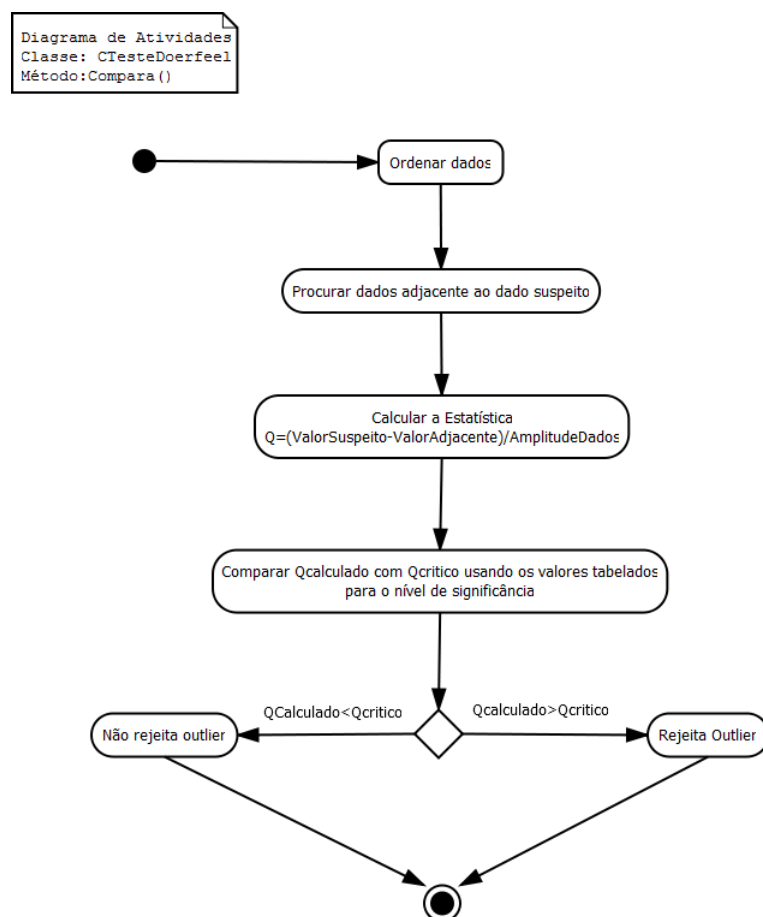 Diagrama de Atividades
Classe: CTesteDoerfeel
Método:Compara()
Ordenar dados
Procurar dados adjacente ao dado suspeito
Calcular a Estatística
Q=(ValorSuspeito-ValorAdjacente)/AmplitudeDados
Comparar Qcalculado com Qcritico usando os valores tabelados
para o nível de significância
QCalculado<Qcritico
Qcalculado>Qcritico
Não rejeita outlier
Rejeita Outlier